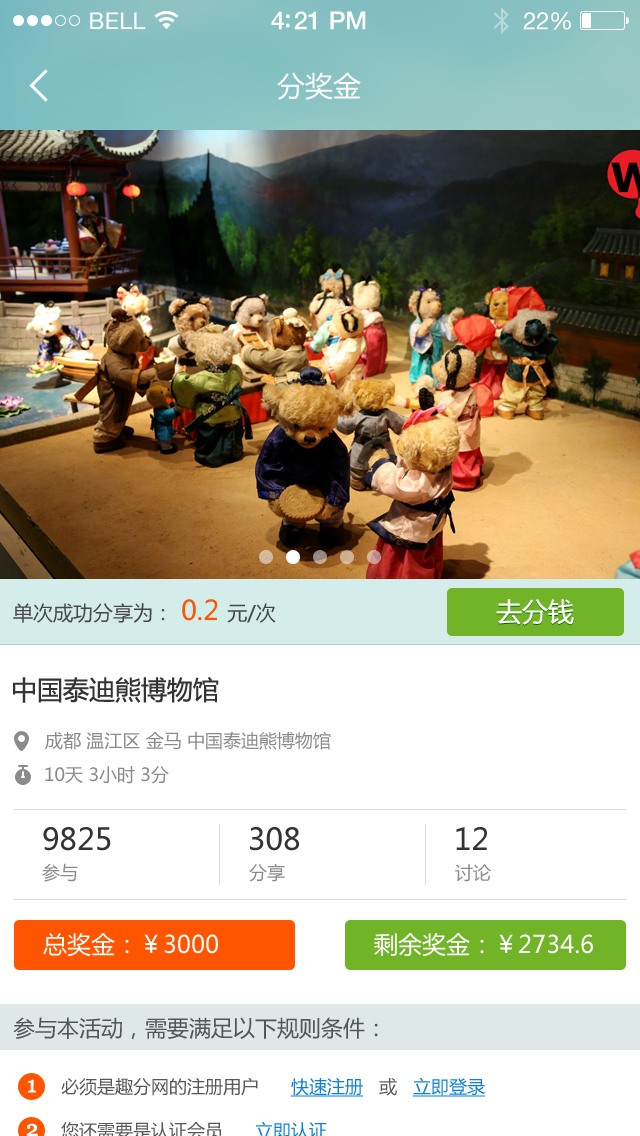 BELL 4:21 PM 22%
分奖金
W
单次成功分享为： 0.2 元/次 去分钱
中国泰迪熊博物馆
成都 温江区 金马 中国泰迪熊博物馆
10天 3小时 3分
9825 308 12
参与 分享 讨论
总奖金：￥3000 剩余奖金：￥2734.6
参与本活动，需要满足以下规则条件：
1 必须是趣分网的注册用户 快速注册 或 立即登录
2 您还需要是认证会员 立即认证